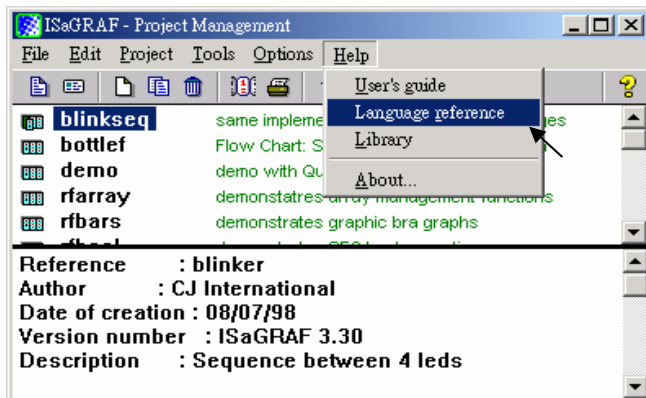 ISaGRAF - Project Management
File Edit Project Tools Options Help
User's guide
Language reference
Library
About...
blinkseq same impleme es
bottlef Flow Chart: S
demo demo with Qu
rfarray demonstatres array management functions
rfbars demonstrates graphic bra graphs
Reference : blinker
Author : CJ International
Date of creation : 08/07/98
Version number : ISaGRAF 3.30
Description : Sequence between 4 leds